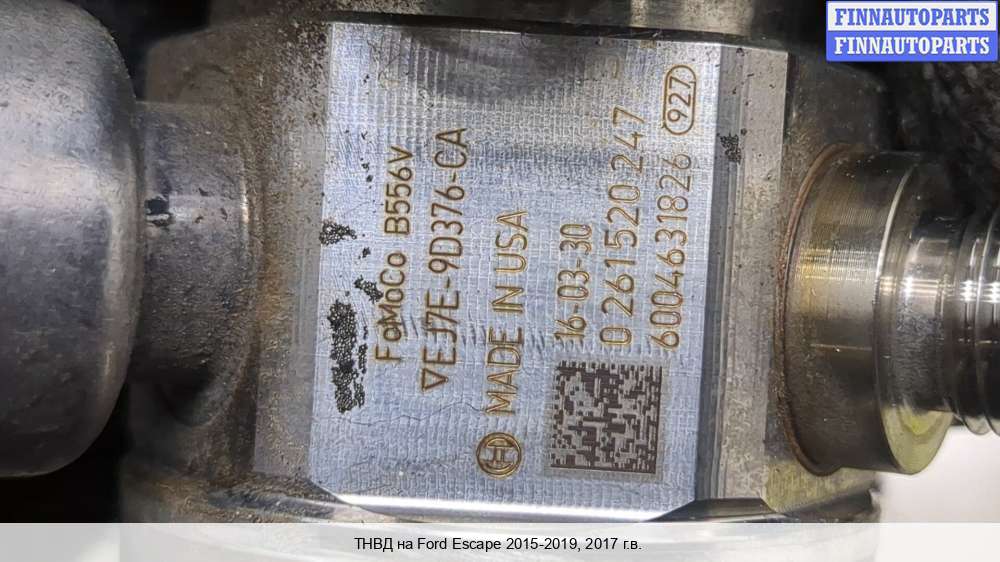 FINNAUTOPARTS
FINNAUTOPARTS
FoMoCo B556V
EJ7E-9D376-CA
MADE IN USA
16-03-30
0 261 520 247
6004631826
927
ТНВД на Ford Escape 2015-2019, 2017 г.в.